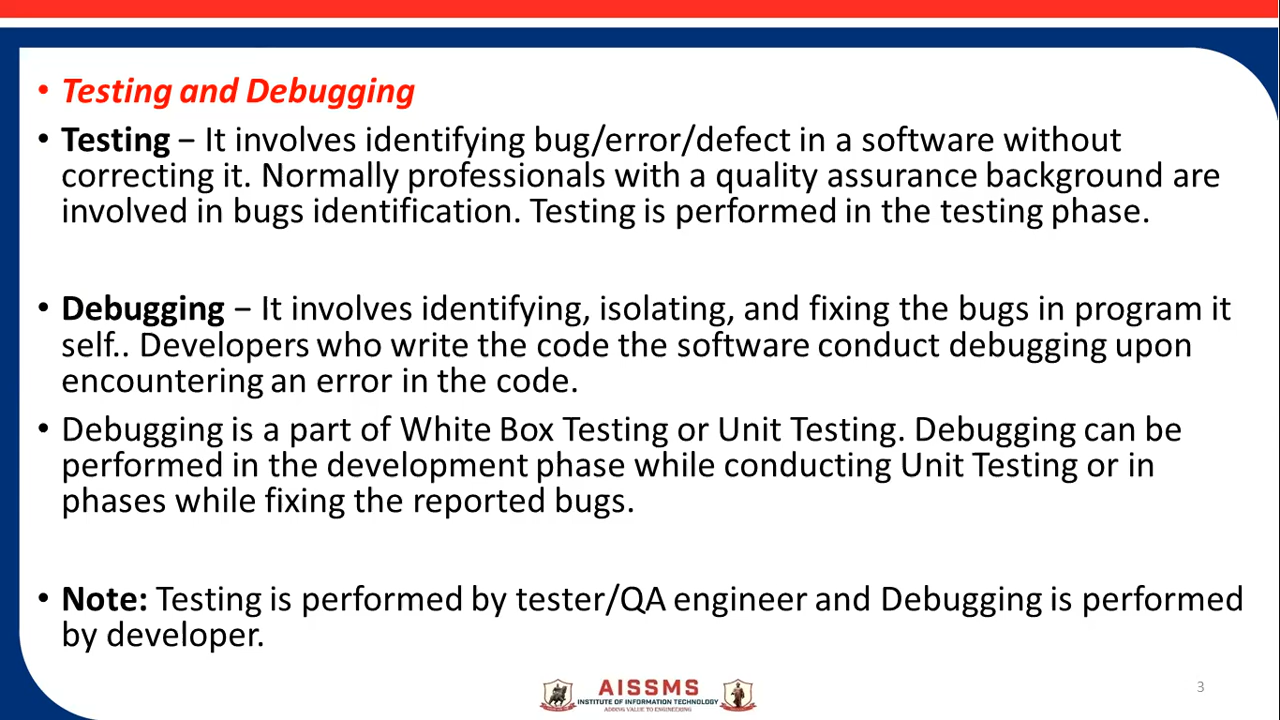 • Testing and Debugging
• Testing – It involves identifying bug/error/defect in a software without
correcting it. Normally professionals with a quality assurance background are
involved in bugs identification. Testing is performed in the testing phase.
• Debugging – It involves identifying, isolating, and fixing the bugs in program it
self.. Developers who write the code the software conduct debugging upon
encountering an error in the code.
• Debugging is a part of White Box Testing or Unit Testing. Debugging can be
performed in the development phase while conducting Unit Testing or in
phases while fixing the reported bugs.
• Note: Testing is performed by tester/QA engineer and Debugging is performed
by developer.
AISSMS
INSTITUTE OF INFORMATION TECHNOLOGY
ADDING VALUE TO ENGINEERING
3